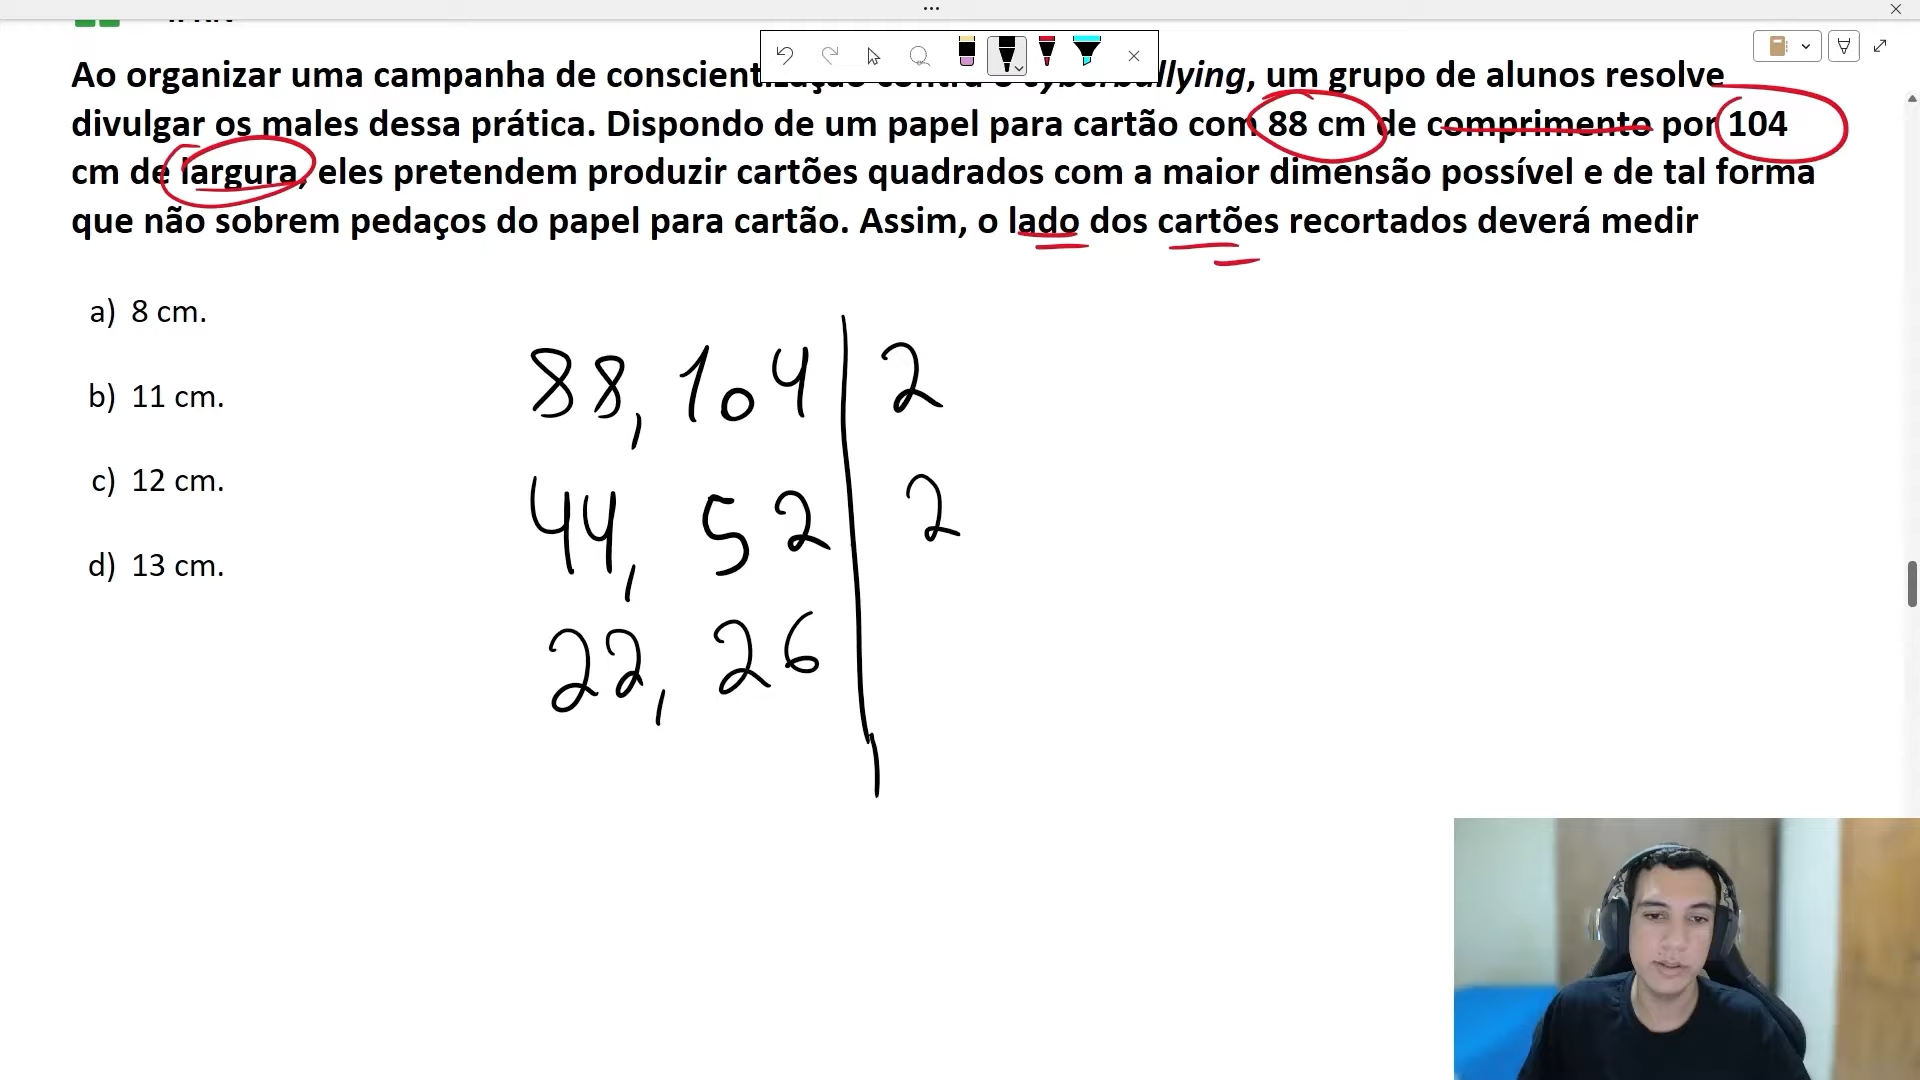 Ao organizar uma campanha de conscientização contra o cyberbullying, um grupo de alunos resolve
divulgar os males dessa prática. Dispondo de um papel para cartão com 88 cm de comprimento por 104
cm de largura, eles pretendem produzir cartões quadrados com a maior dimensão possível e de tal forma
que não sobrem pedaços do papel para cartão. Assim, o lado dos cartões recortados deverá medir
a) 8 cm.
b) 11 cm.
c) 12 cm.
d) 13 cm.
88, 104 | 2
44, 52 | 2
22, 26 |